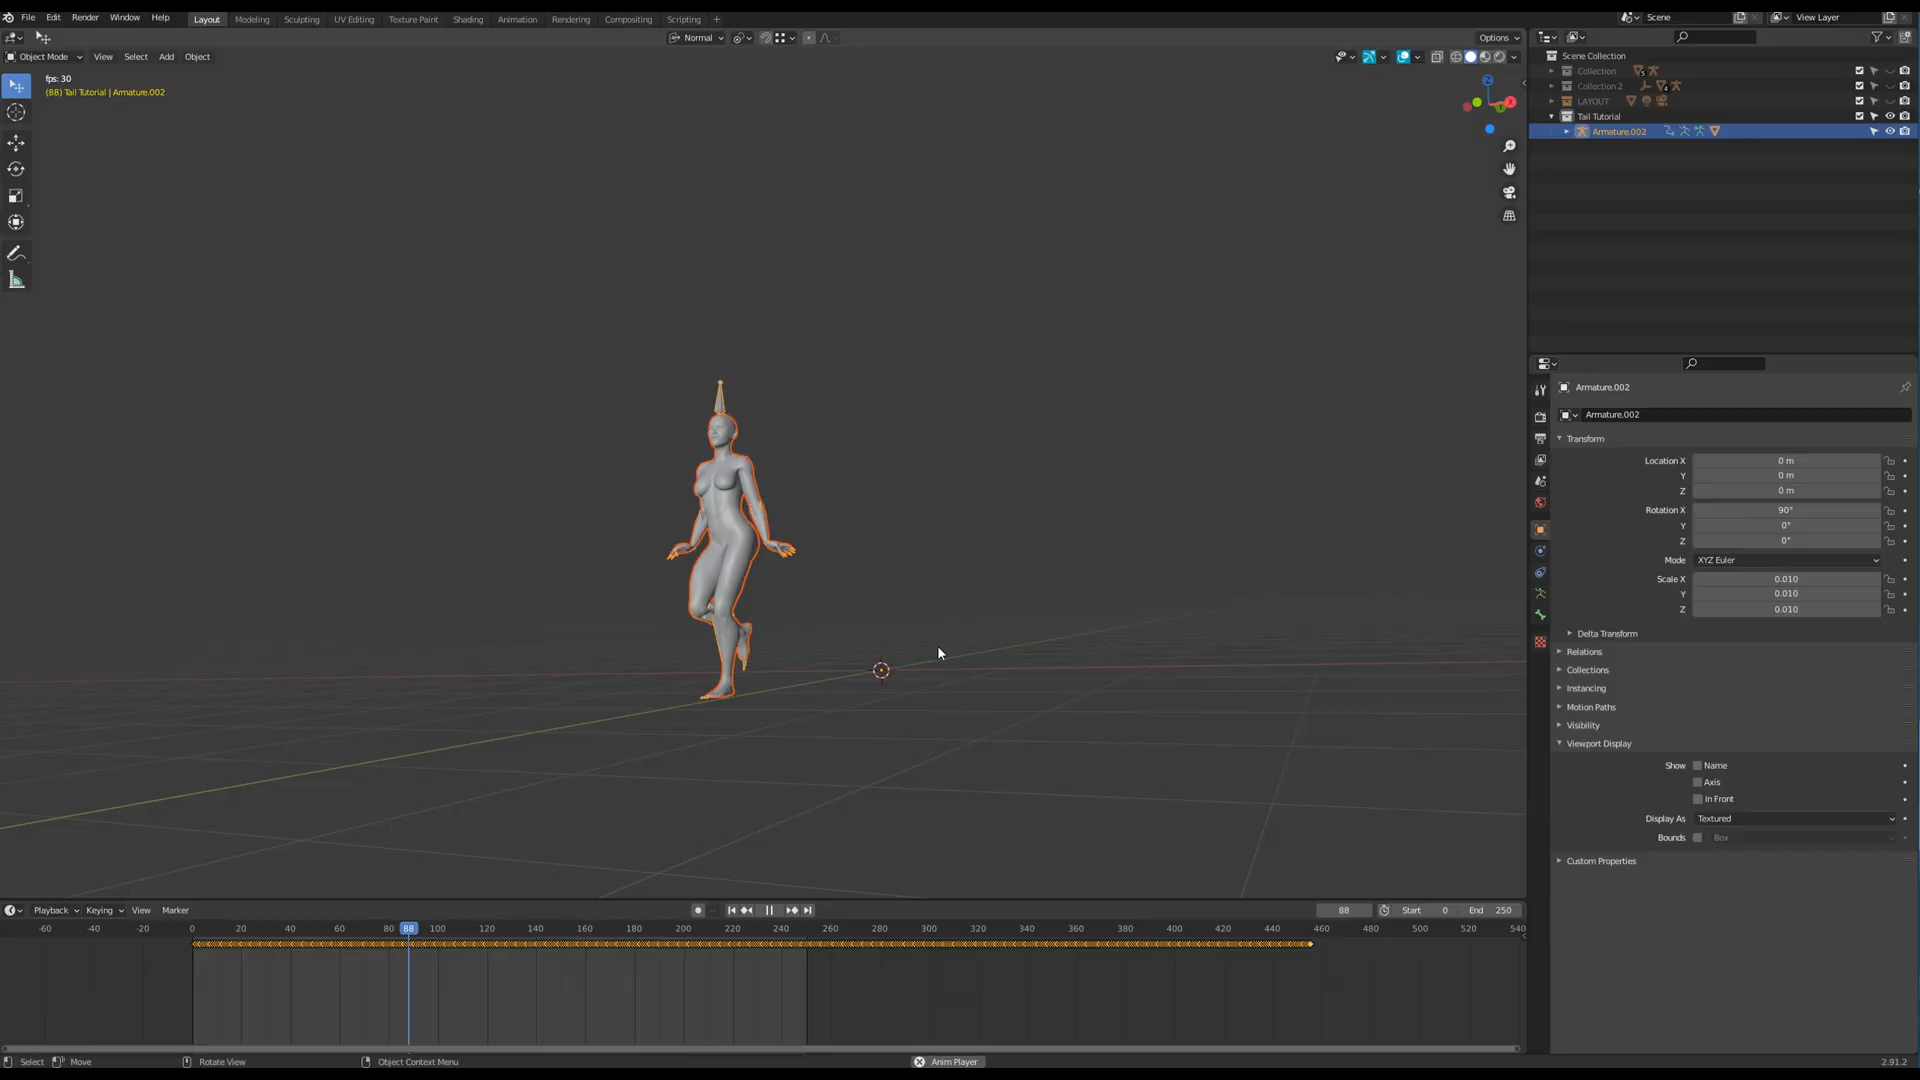 File Edit Render Window Help Layout Modeling Sculpting UV Editing Texture Paint Shading Animation Rendering Compositing Scripting + Scene View Layer
Normal Options
Object Mode View Select Add Object
Scene Collection
fps: 30
(88) Tail Tutorial | Armature.002
Collection 5
Collection 2 4
LAYOUT
Tail Tutorial
Armature.002
Z
X
Y
Armature.002
Armature.002
Transform
Location X 0 m
Y 0 m
Z 0 m
Rotation X 90°
Y 0°
Z 0°
Mode XYZ Euler
Scale X 0.010
Y 0.010
Z 0.010
Delta Transform
Relations
Collections
Instancing
Motion Paths
Visibility
Viewport Display
Show Name
Axis
In Front
Display As Textured
Bounds Box
Custom Properties
Playback Keying View Marker 88 Start 0 End 250
-60 -40 -20 0 20 40 60 80 88 100 120 140 160 180 200 220 240 260 280 300 320 340 360 380 400 420 440 460 480 500 520 540
Select Move Rotate View Object Context Menu Anim Player 2.91.2